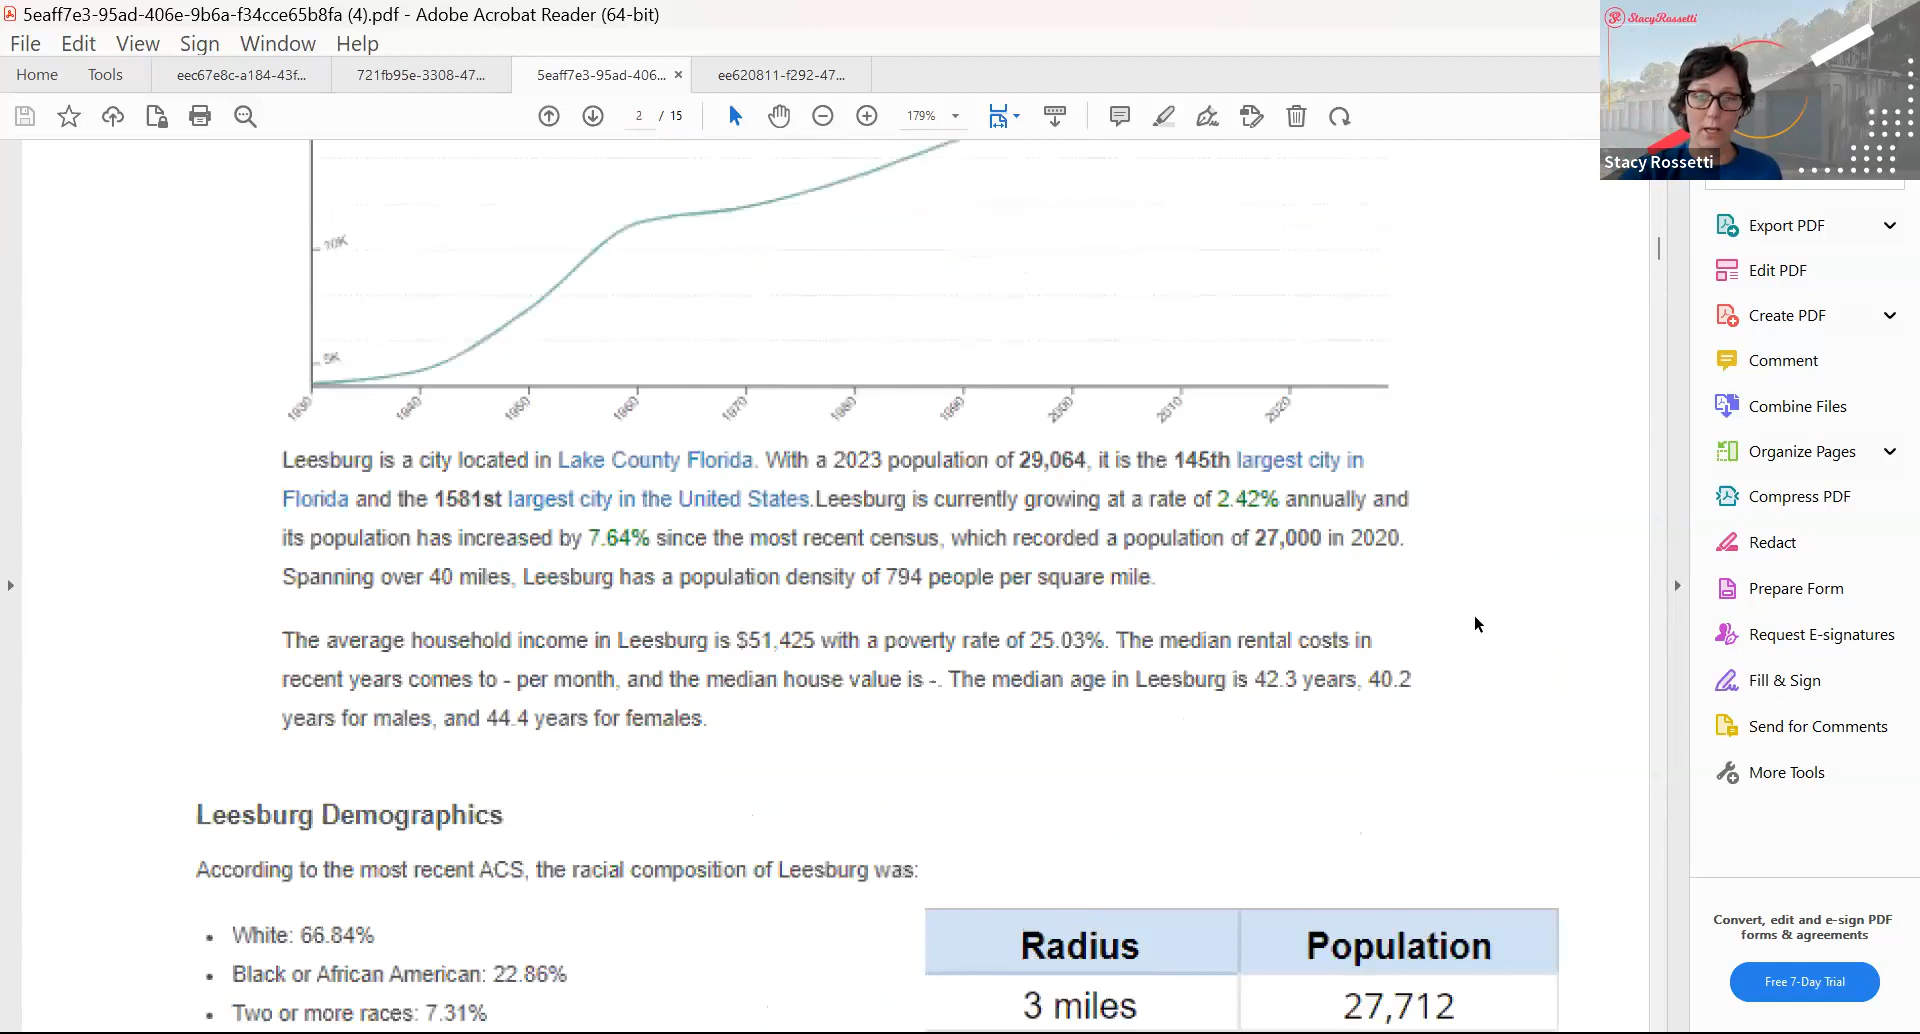 5eaff7e3-95ad-406e-9b6a-f34cce65b8fa (4).pdf - Adobe Acrobat Reader (64-bit)
StacyRossetti
File Edit View Sign Window Help
Home Tools eec67e8c-a184-43f... 721fb95e-3308-47... 5eaff7e3-95ad-406... × ee620811-f292-47...
2 / 15 179%
Stacy Rossetti
10K
5K
1930 1940 1950 1960 1970 1980 1990 2000 2010 2020
Leesburg is a city located in Lake County Florida. With a 2023 population of 29,064, it is the 145th largest city in
Florida and the 1581st largest city in the United States.Leesburg is currently growing at a rate of 2.42% annually and
its population has increased by 7.64% since the most recent census, which recorded a population of 27,000 in 2020.
Spanning over 40 miles, Leesburg has a population density of 794 people per square mile.
The average household income in Leesburg is $51,425 with a poverty rate of 25.03%. The median rental costs in
recent years comes to - per month, and the median house value is -. The median age in Leesburg is 42.3 years, 40.2
years for males, and 44.4 years for females.
Leesburg Demographics
According to the most recent ACS, the racial composition of Leesburg was:
• White: 66.84%
• Black or African American: 22.86%
• Two or more races: 7.31%
Radius Population
3 miles 27,712
Export PDF
Edit PDF
Create PDF
Comment
Combine Files
Organize Pages
Compress PDF
Redact
Prepare Form
Request E-signatures
Fill & Sign
Send for Comments
More Tools
Convert, edit and e-sign PDF
forms & agreements
Free 7-Day Trial